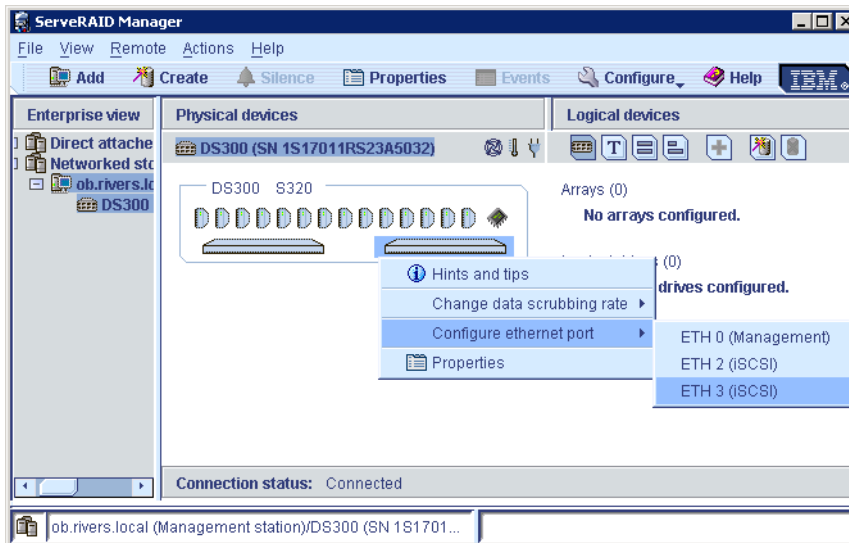 ServeRAID Manager
File View Remote Actions Help
Add Create Silence Properties Events Configure Help IBM
Enterprise view
Physical devices
Logical devices
Direct attache
Networked sto
ob.rivers.lo
DS300
DS300 (SN 1S17011RS23A5032)
T
DS300 S320
Arrays (0)
No arrays configured.
(0)
drives configured.
Hints and tips
Change data scrubbing rate
Configure ethernet port
Properties
ETH 0 (Management)
ETH 2 (iSCSI)
ETH 3 (iSCSI)
Connection status: Connected
ob.rivers.local (Management station)/DS300 (SN 1S1701...